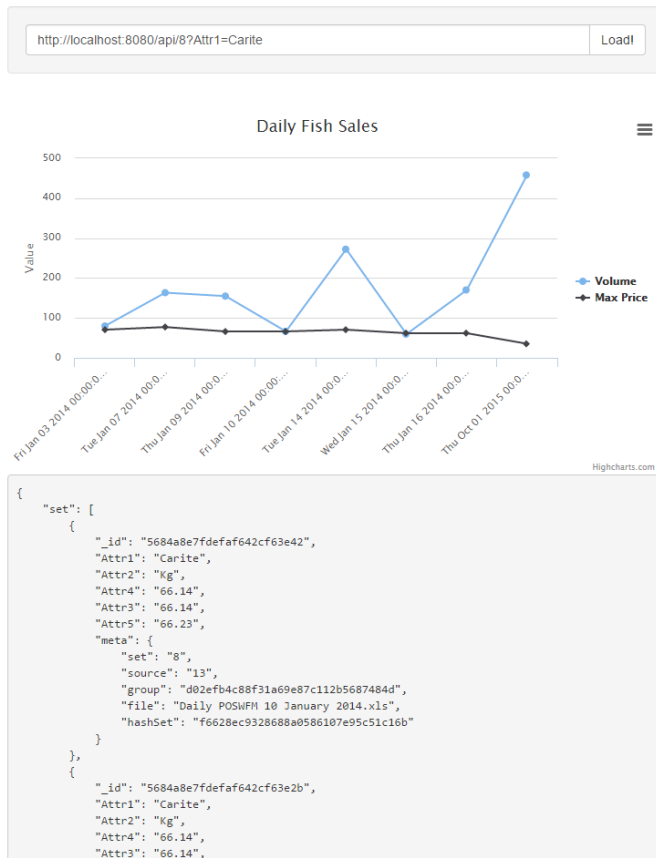 http://localhost:8080/api/8?Attr1=Carite
Load!
Daily Fish Sales
500
400
300
200
100
0
Value
Volume
Max Price
Fri Jan 03 2014 00:00:0...
Tue Jan 07 2014 00:0...
Thu Jan 09 2014 00:0...
Fri Jan 10 2014 00:00:...
Tue Jan 14 2014 00:0...
Wed Jan 15 2014 00:0...
Thu Jan 16 2014 00:0...
Thu Oct 01 2015 00:0...
Highcharts.com
{
"set": [
{
"_id": "5684a8e7fdefaf642cf63e42",
"Attr1": "Carite",
"Attr2": "Kg",
"Attr4": "66.14",
"Attr3": "66.14",
"Attr5": "66.23",
"meta": {
"set": "8",
"source": "13",
"group": "d02efb4c88f31a69e87c112b5687484d",
"file": "Daily POSWFM 10 January 2014.xls",
"hashSet": "f6628ec9328688a0586107e95c51c16b"
}
},
{
"_id": "5684a8e7fdefaf642cf63e2b",
"Attr1": "Carite",
"Attr2": "Kg",
"Attr4": "66.14",
"Attr3": "66.14",